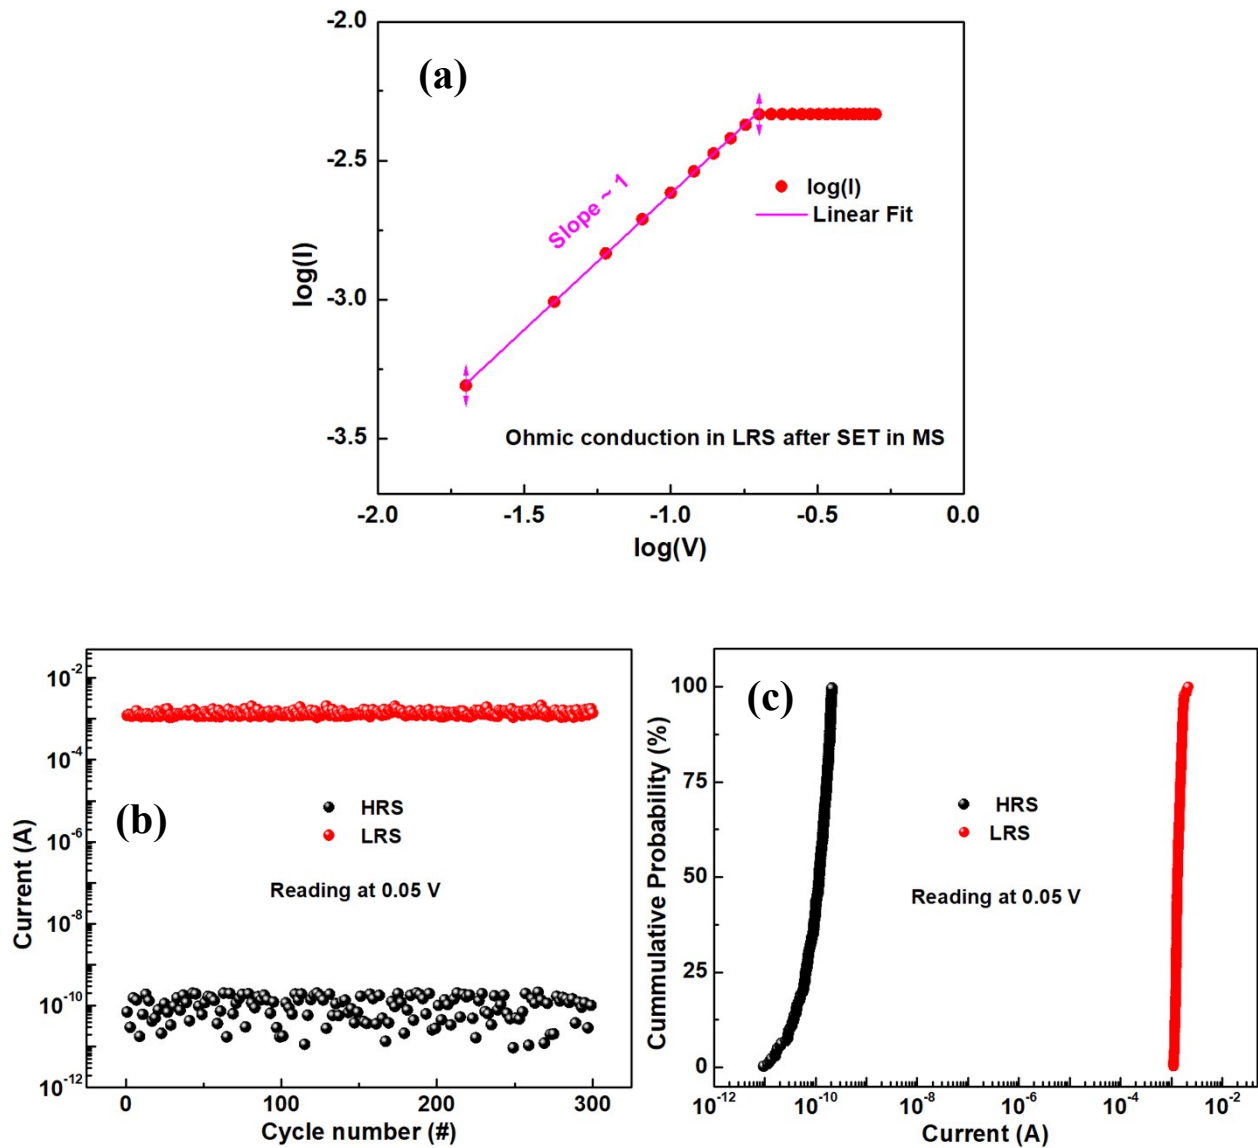 (a)
-2.0
-2.5
-3.0
-3.5
log(I)
Slope ~ 1
log(I)
Linear Fit
Ohmic conduction in LRS after SET in MS
-2.0 -1.5 -1.0 -0.5 0.0
log(V)
(b)
10^-2
10^-4
10^-6
10^-8
10^-10
10^-12
Current (A)
HRS
LRS
Reading at 0.05 V
0 100 200 300
Cycle number (#)
(c)
100
75
50
25
0
Cummulative Probability (%)
HRS
LRS
Reading at 0.05 V
10^-12 10^-10 10^-8 10^-6 10^-4 10^-2
Current (A)